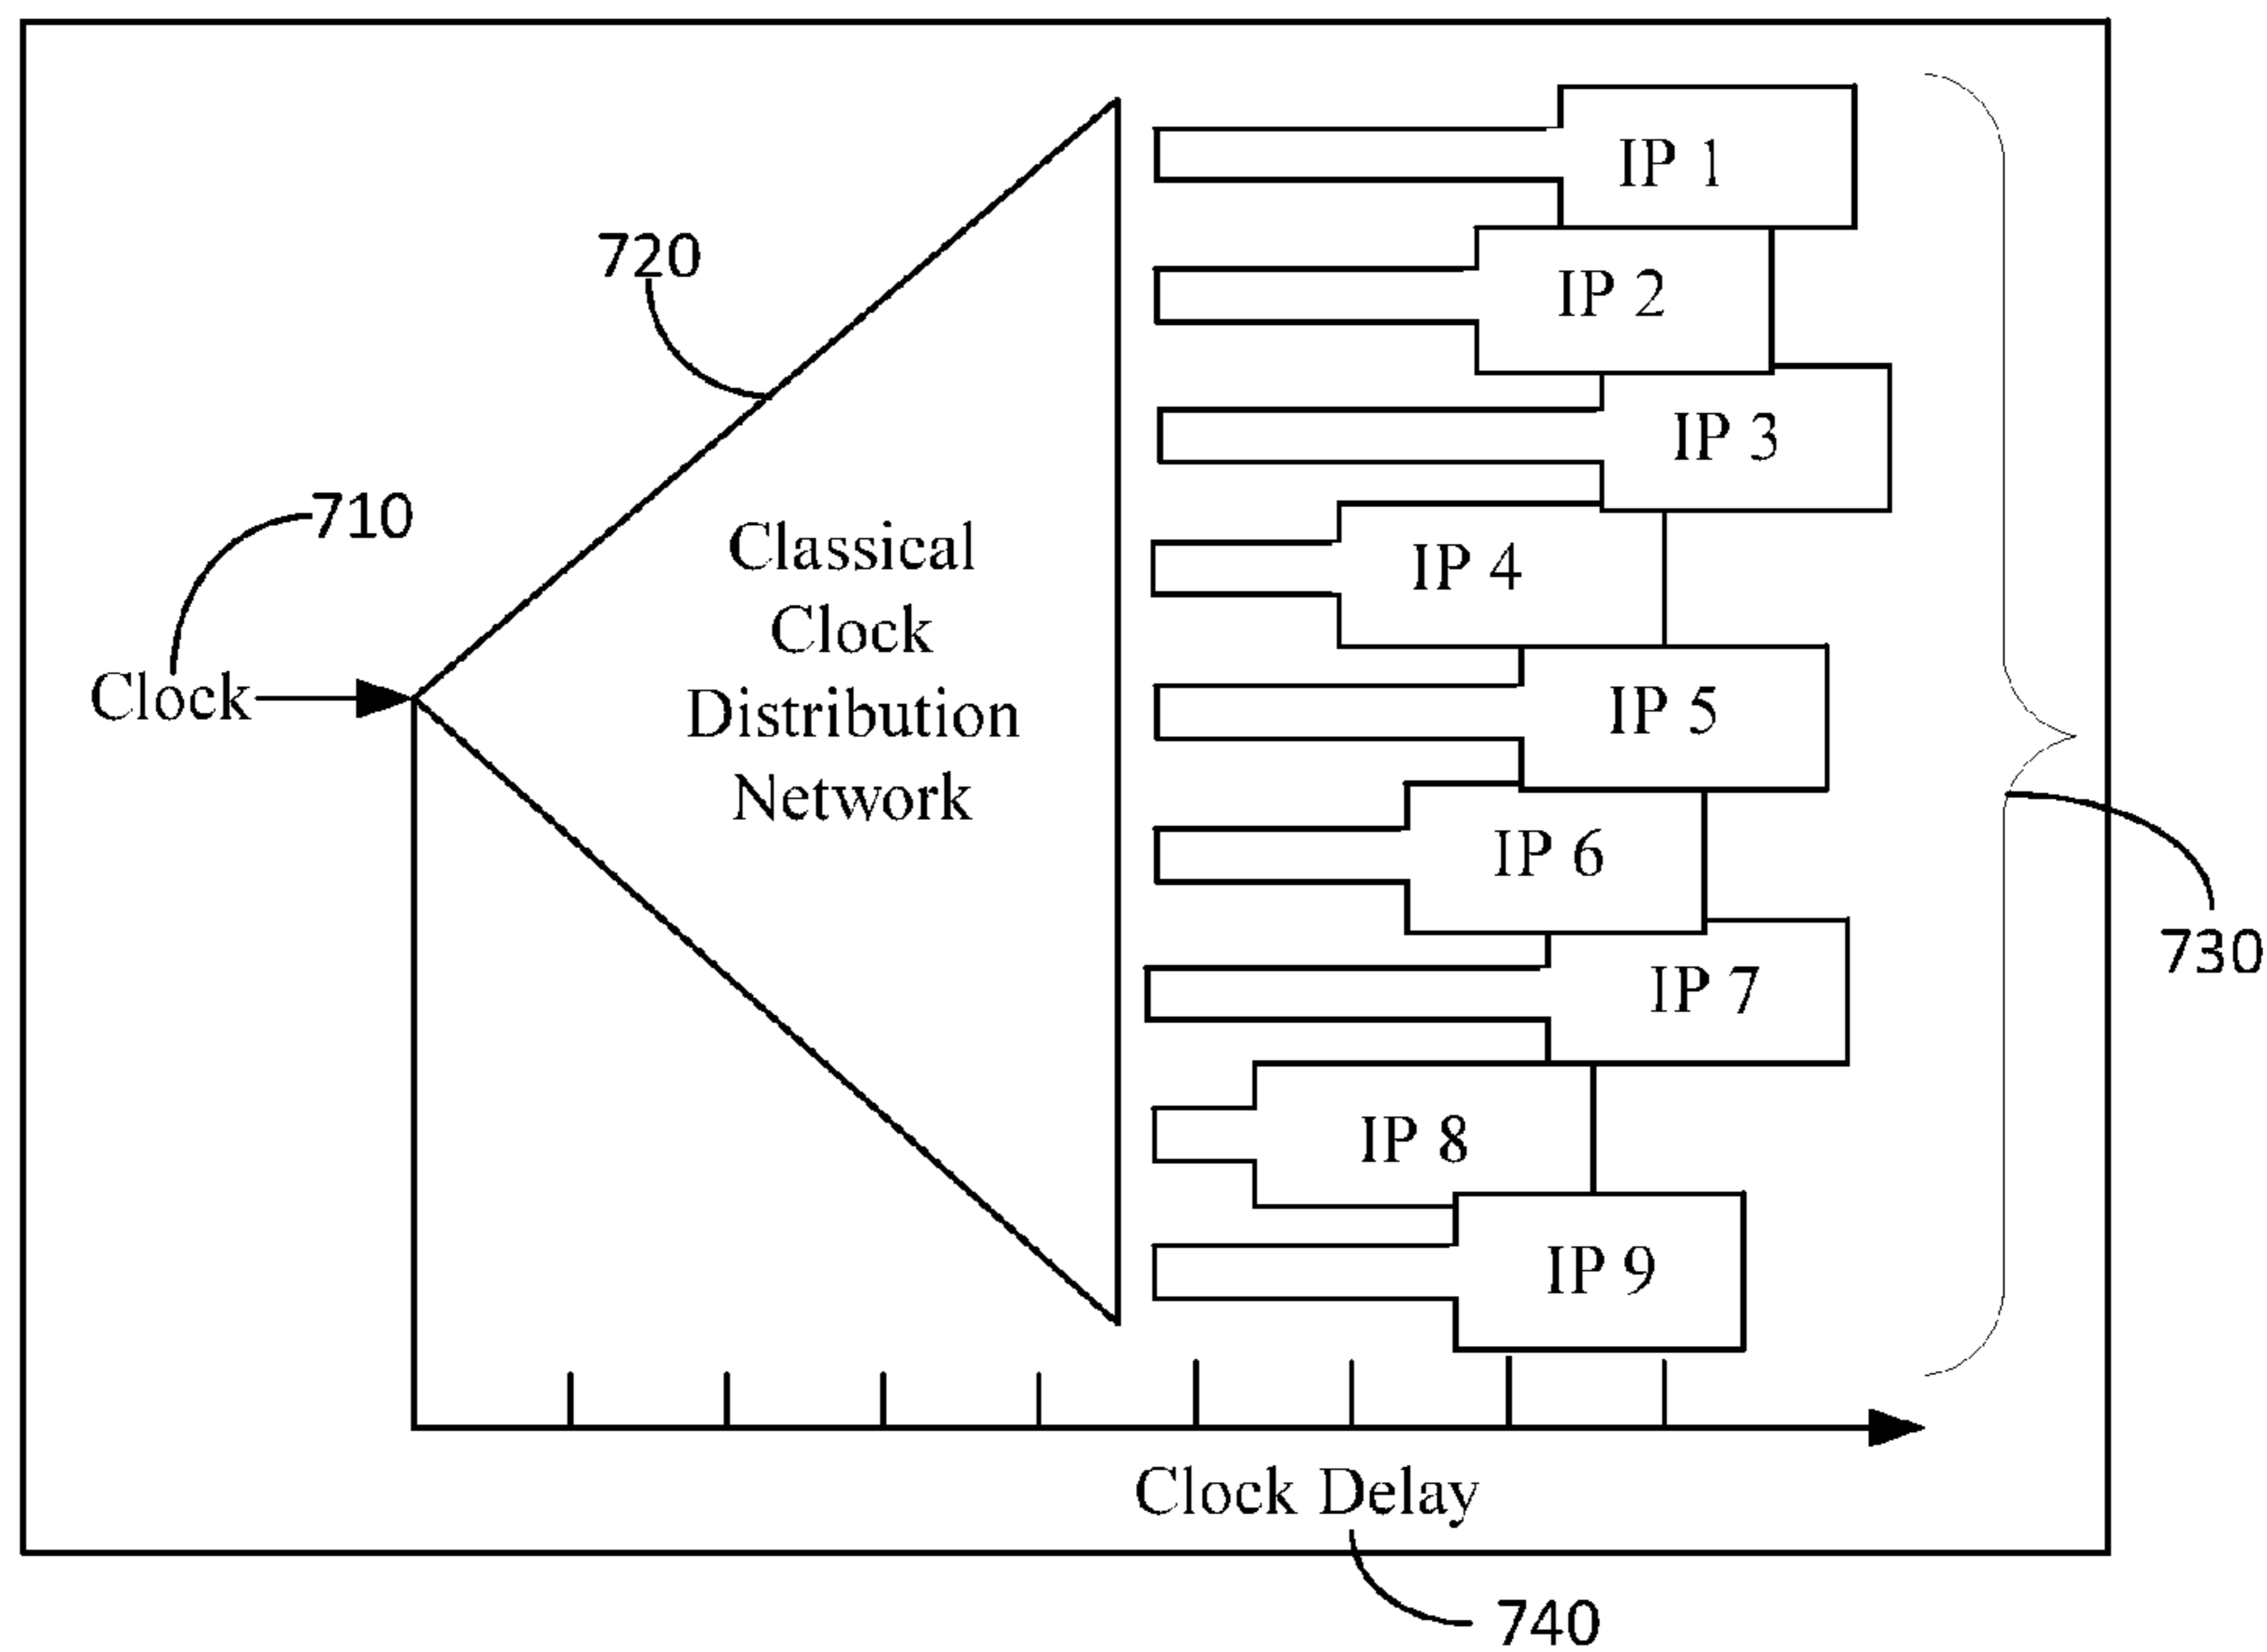 IP 1
720
IP 2
IP 3
710
Classical
Clock
Distribution
Network
IP 4
Clock
IP 5
IP 6
730
IP 7
IP 8
IP 9
Clock Delay
740